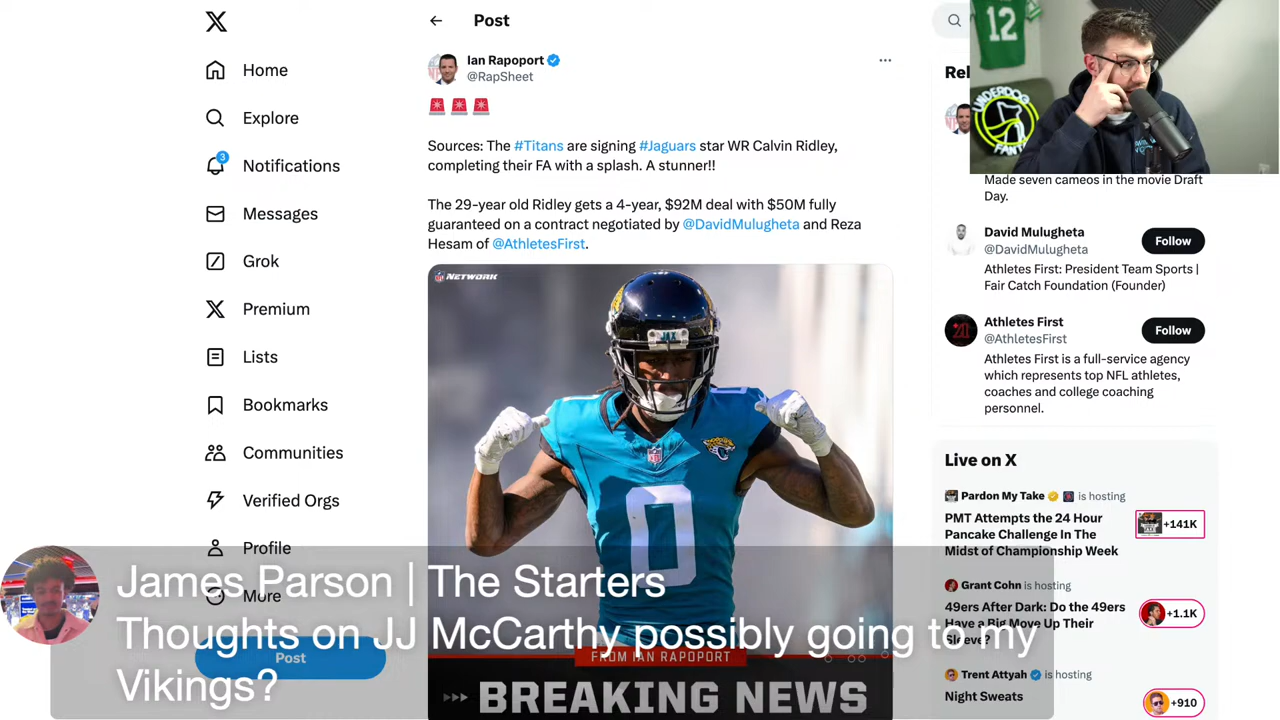 Home
Explore
3
Notifications
Messages
Grok
Premium
Lists
Bookmarks
Communities
Verified Orgs
Profile
More
Post
Post
Ian Rapoport
@RapSheet
Sources: The #Titans are signing #Jaguars star WR Calvin Ridley,
completing their FA with a splash. A stunner!!
The 29-year old Ridley gets a 4-year, $92M deal with $50M fully
guaranteed on a contract negotiated by @DavidMulugheta and Reza
Hesam of @AthletesFirst.
NETWORK
JAX
0
FROM IAN RAPOPORT
BREAKING NEWS
12
UNDERDOG
Made seven cameos in the movie Draft
Day.
David Mulugheta
@DavidMulugheta
Follow
Athletes First: President Team Sports |
Fair Catch Foundation (Founder)
Athletes First
@AthletesFirst
Follow
Athletes First is a full-service agency
which represents top NFL athletes,
coaches and college coaching
personnel.
Live on X
Pardon My Take is hosting
PMT Attempts the 24 Hour
Pancake Challenge In The
Midst of Championship Week
+141K
Grant Cohn is hosting
49ers After Dark: Do the 49ers
Have a Big Move Up Their
Sleeve?
+1.1K
Trent Attyah is hosting
Night Sweats
+910
James Parson | The Starters
Thoughts on JJ McCarthy possibly going to my
Vikings?